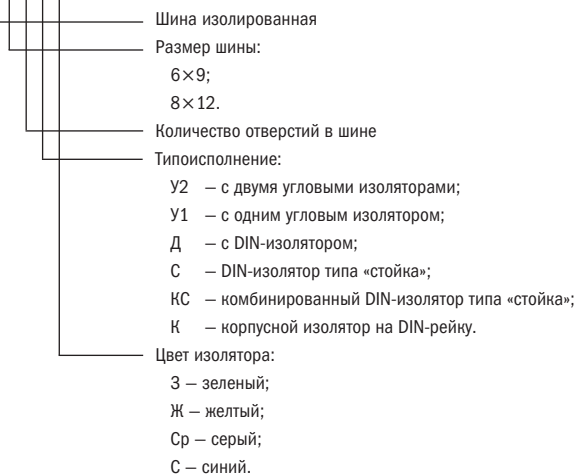 Шина изолированная
Размер шины:
6×9;
8×12.
Количество отверстий в шине
Типоисполнение:
У2 – с двумя угловыми изоляторами;
У1 – с одним угловым изолятором;
Д – с DIN-изолятором;
С – DIN-изолятор типа «стойка»;
КС – комбинированный DIN-изолятор типа «стойка»;
К – корпусной изолятор на DIN-рейку.
Цвет изолятора:
З – зеленый;
Ж – желтый;
Ср – серый;
С – синий.